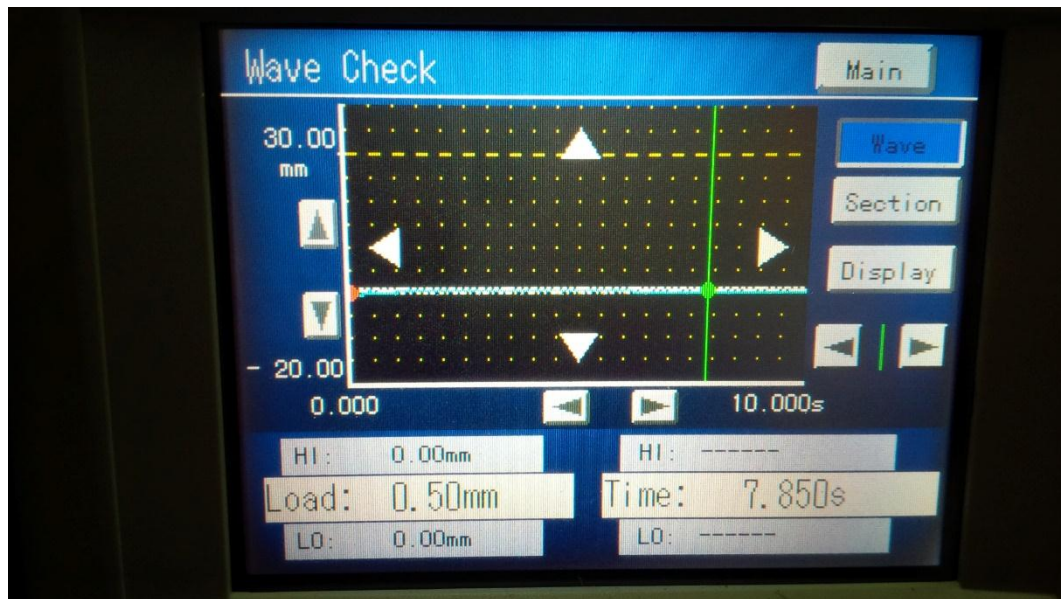 Wave Check
Main
30.00
mm
Wave
Section
Display
- 20.00
0.000
10.000s
HI: 0.00mm
HI: ------
Load: 0.50mm
Time: 7.850s
LO: 0.00mm
LO: ------